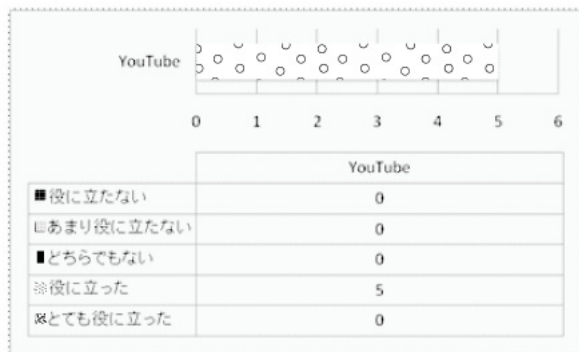 YouTube
0 1 2 3 4 5 6
YouTube
役に立たない 0
あまり役に立たない 0
どちらでもない 0
役に立った 5
とても役に立った 0